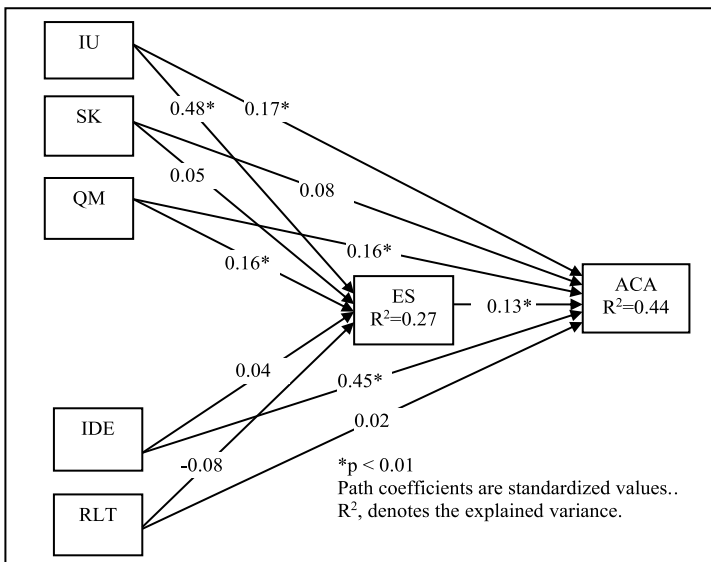 IU
0.48*
0.17*
SK
0.05
0.08
QM
0.16*
0.16*
ES
R²=0.27
0.13*
ACA
R²=0.44
0.04
0.45*
IDE
0.02
-0.08
RLT
*p < 0.01
Path coefficients are standardized values..
R², denotes the explained variance.